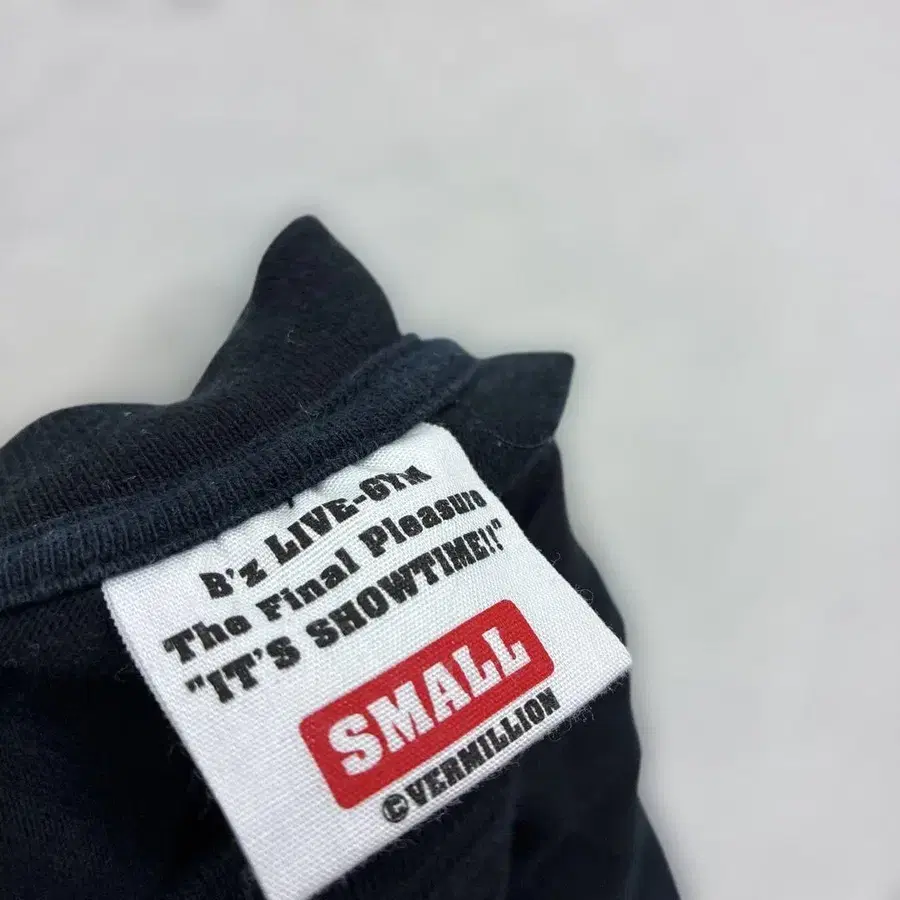 B'z LIVE-GYM
The Final Pleasure
"IT'S SHOWTIME!!"
SMALL
©VERMILLION